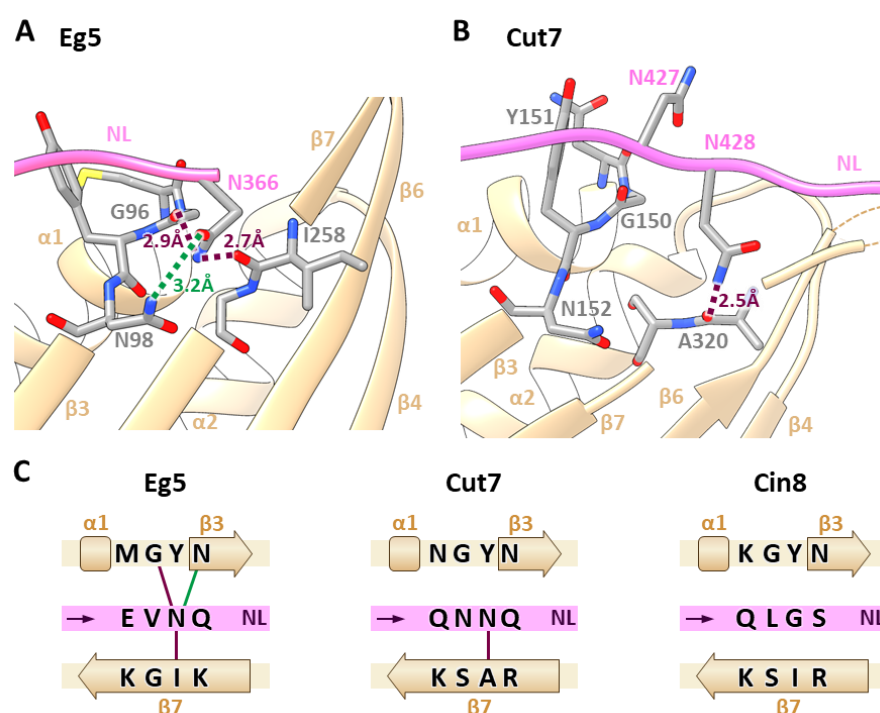 A Eg5
NL
N366
β7
β6
G96
I258
α1
2.9Å 2.7Å
3.2Å
N98
β3
α2
β4
B Cut7
N427
Y151
N428
NL
α1
G150
2.5Å
N152
A320
β3
α2
β6
β7
β4
C
Eg5
α1 β3
M G Y N
→ E V N Q NL
K G I K
β7
Cut7
α1 β3
N G Y N
→ Q N N Q NL
K S A R
β7
Cin8
α1 β3
K G Y N
→ Q L G S NL
K S I R
β7